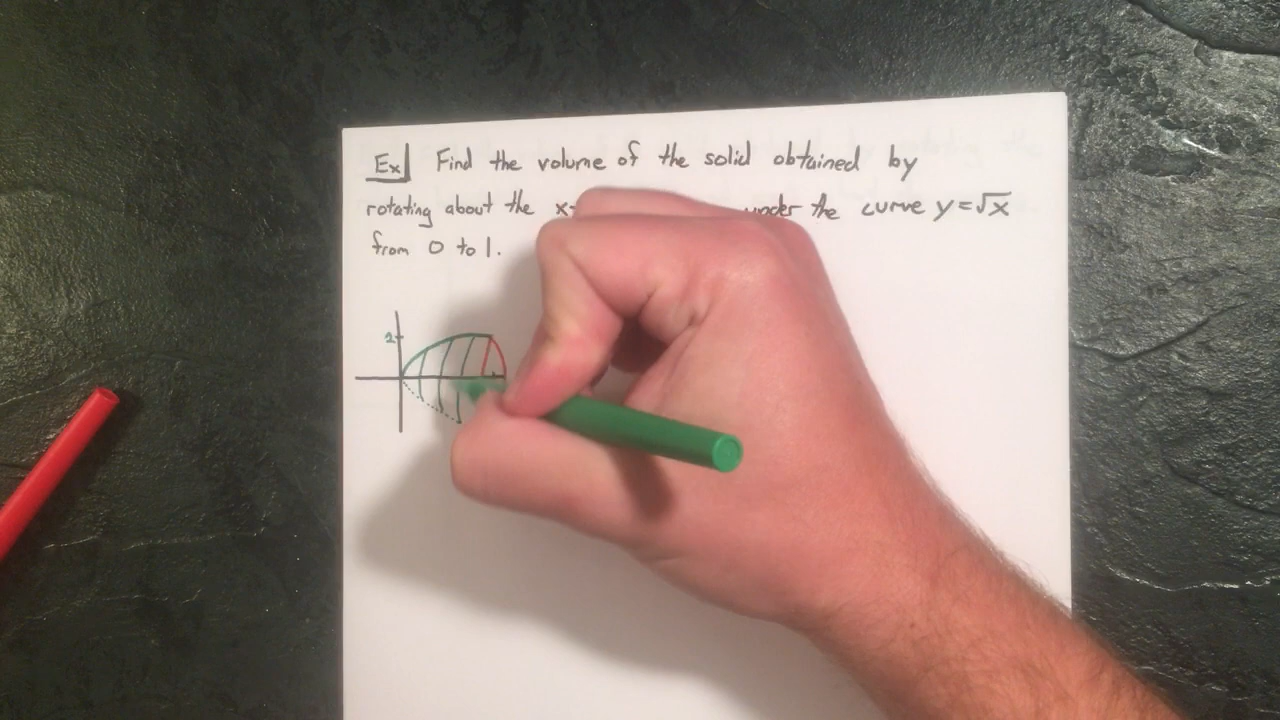 Ex Find the volume of the solid obtained by
rotating about the x- under the curve y=√x
from 0 to 1.
2